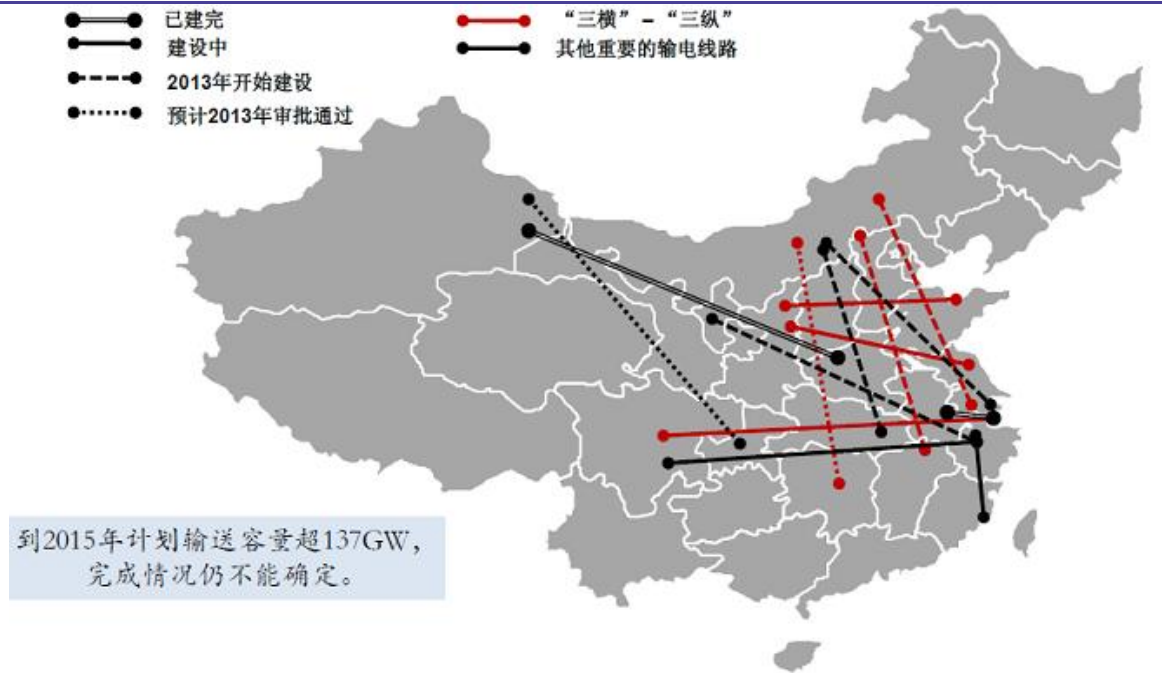 已建完
建设中
2013年开始建设
预计2013年审批通过
“三横” – “三纵”
其他重要的输电线路
到2015年计划输送容量超137GW，
完成情况仍不能确定。